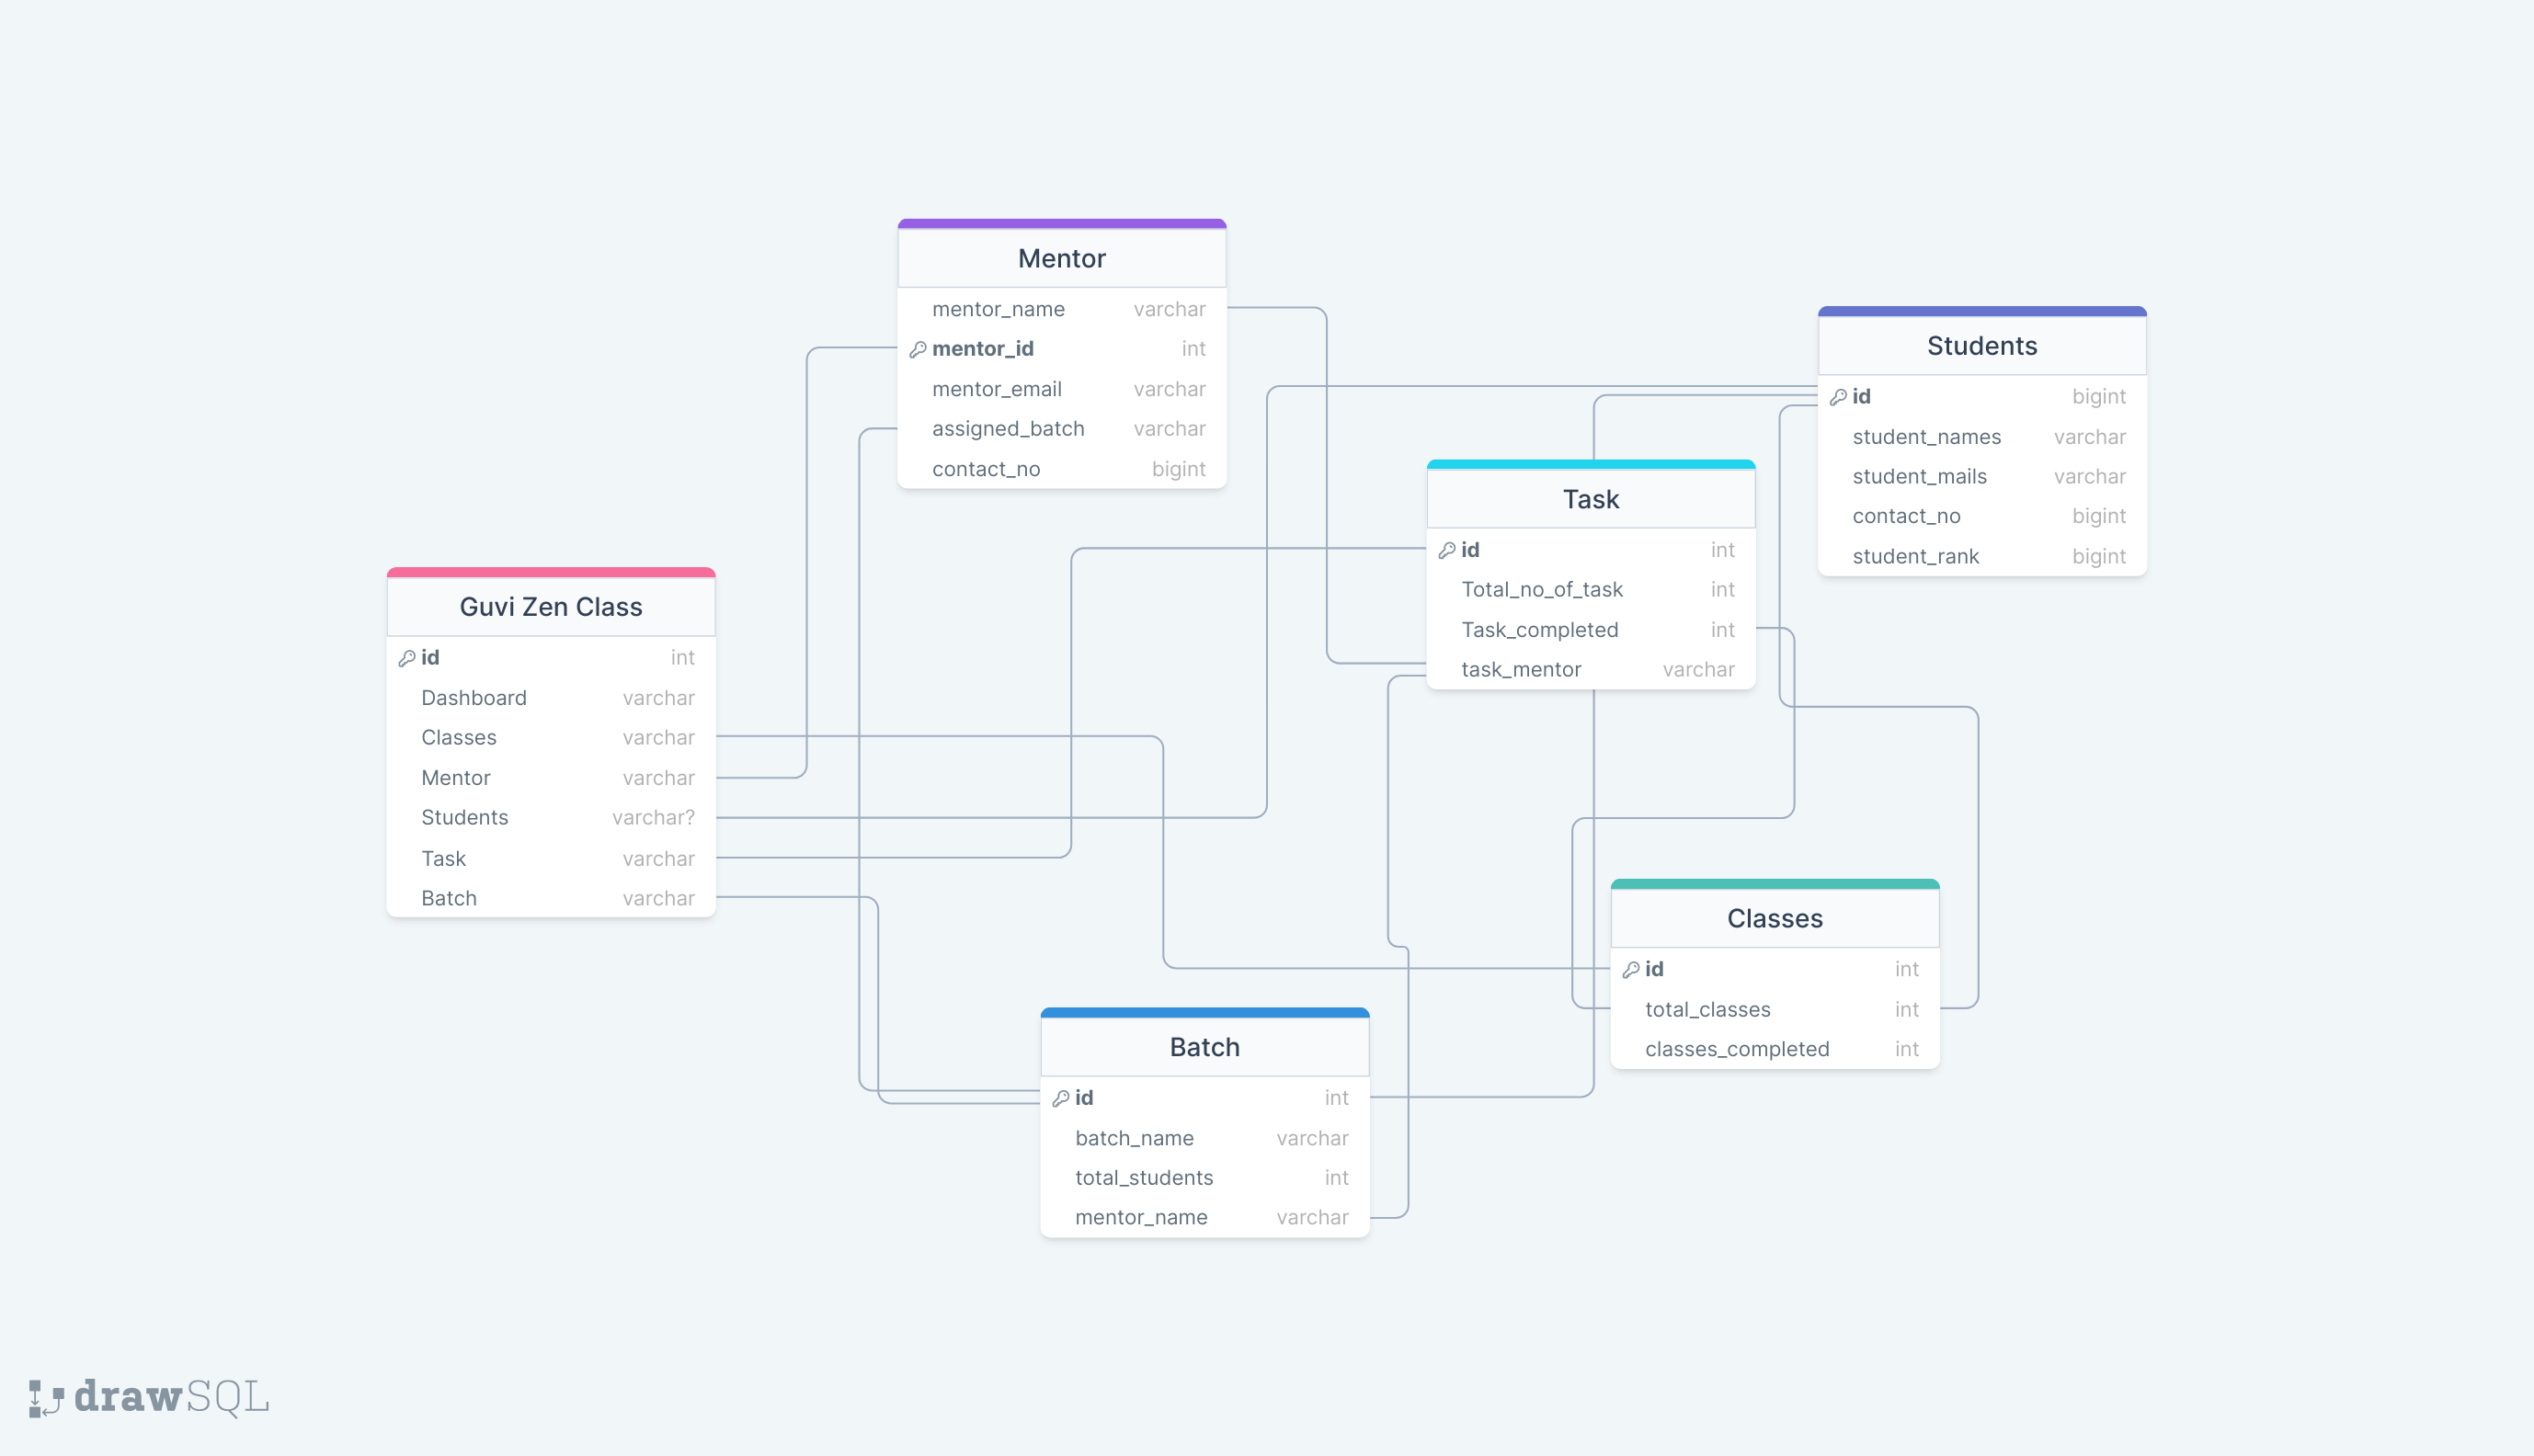 Mentor
mentor_name varchar
mentor_id int
mentor_email varchar
assigned_batch varchar
contact_no bigint
Students
id bigint
student_names varchar
student_mails varchar
contact_no bigint
student_rank bigint
Task
id int
Total_no_of_task int
Task_completed int
task_mentor varchar
Guvi Zen Class
id int
Dashboard varchar
Classes varchar
Mentor varchar
Students varchar?
Task varchar
Batch varchar
Classes
id int
total_classes int
classes_completed int
Batch
id int
batch_name varchar
total_students int
mentor_name varchar
drawSQL